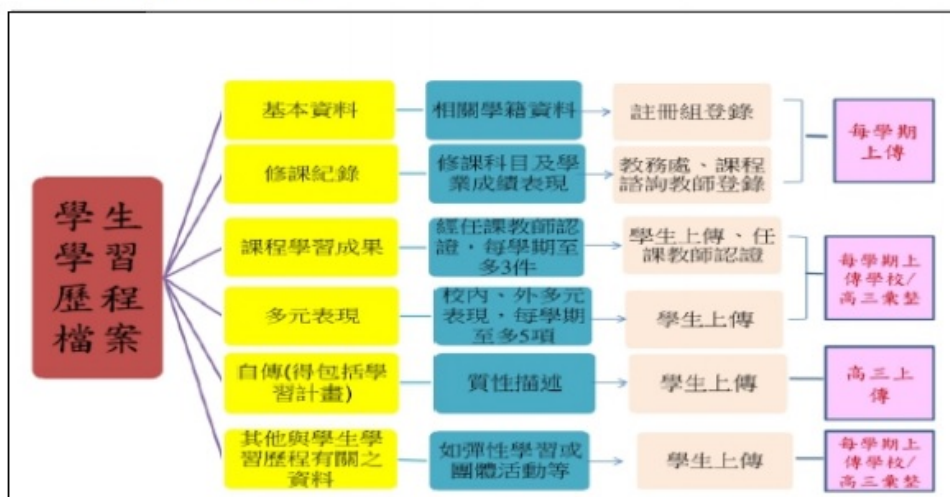 學生
學習
歷程
檔案
基本資料
相關學籍資料
註冊組登錄
修課紀錄
修課科目及學
業成績表現
教務處、課程
諮詢教師登錄
每學期
上傳
課程學習成果
經任課教師認
證，每學期至
多3件
學生上傳、任
課教師認證
多元表現
校內、外多元
表現，每學期
至多5項
學生上傳
每學期上
傳學校/
高三彙整
自傳(得包括學
習計畫)
質性描述
學生上傳
高三上
傳
其他與學生學
習歷程有關之
資料
如彈性學習或
團體活動等
學生上傳
每學期上
傳學校/
高三彙整